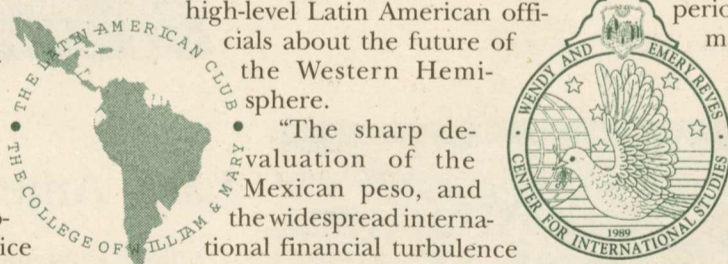 THE LATIN AMERICAN CLUB
THE COLLEGE OF WILLIAM & MARY
high-level Latin American offi-
cials about the future of
the Western Hemi-
sphere.
"The sharp de-
valuation of the
Mexican peso, and
the widespread interna-
tional financial turbulence
ice
WENDY AND EMERY REVES
CENTER FOR INTERNATIONAL STUDIES
1989